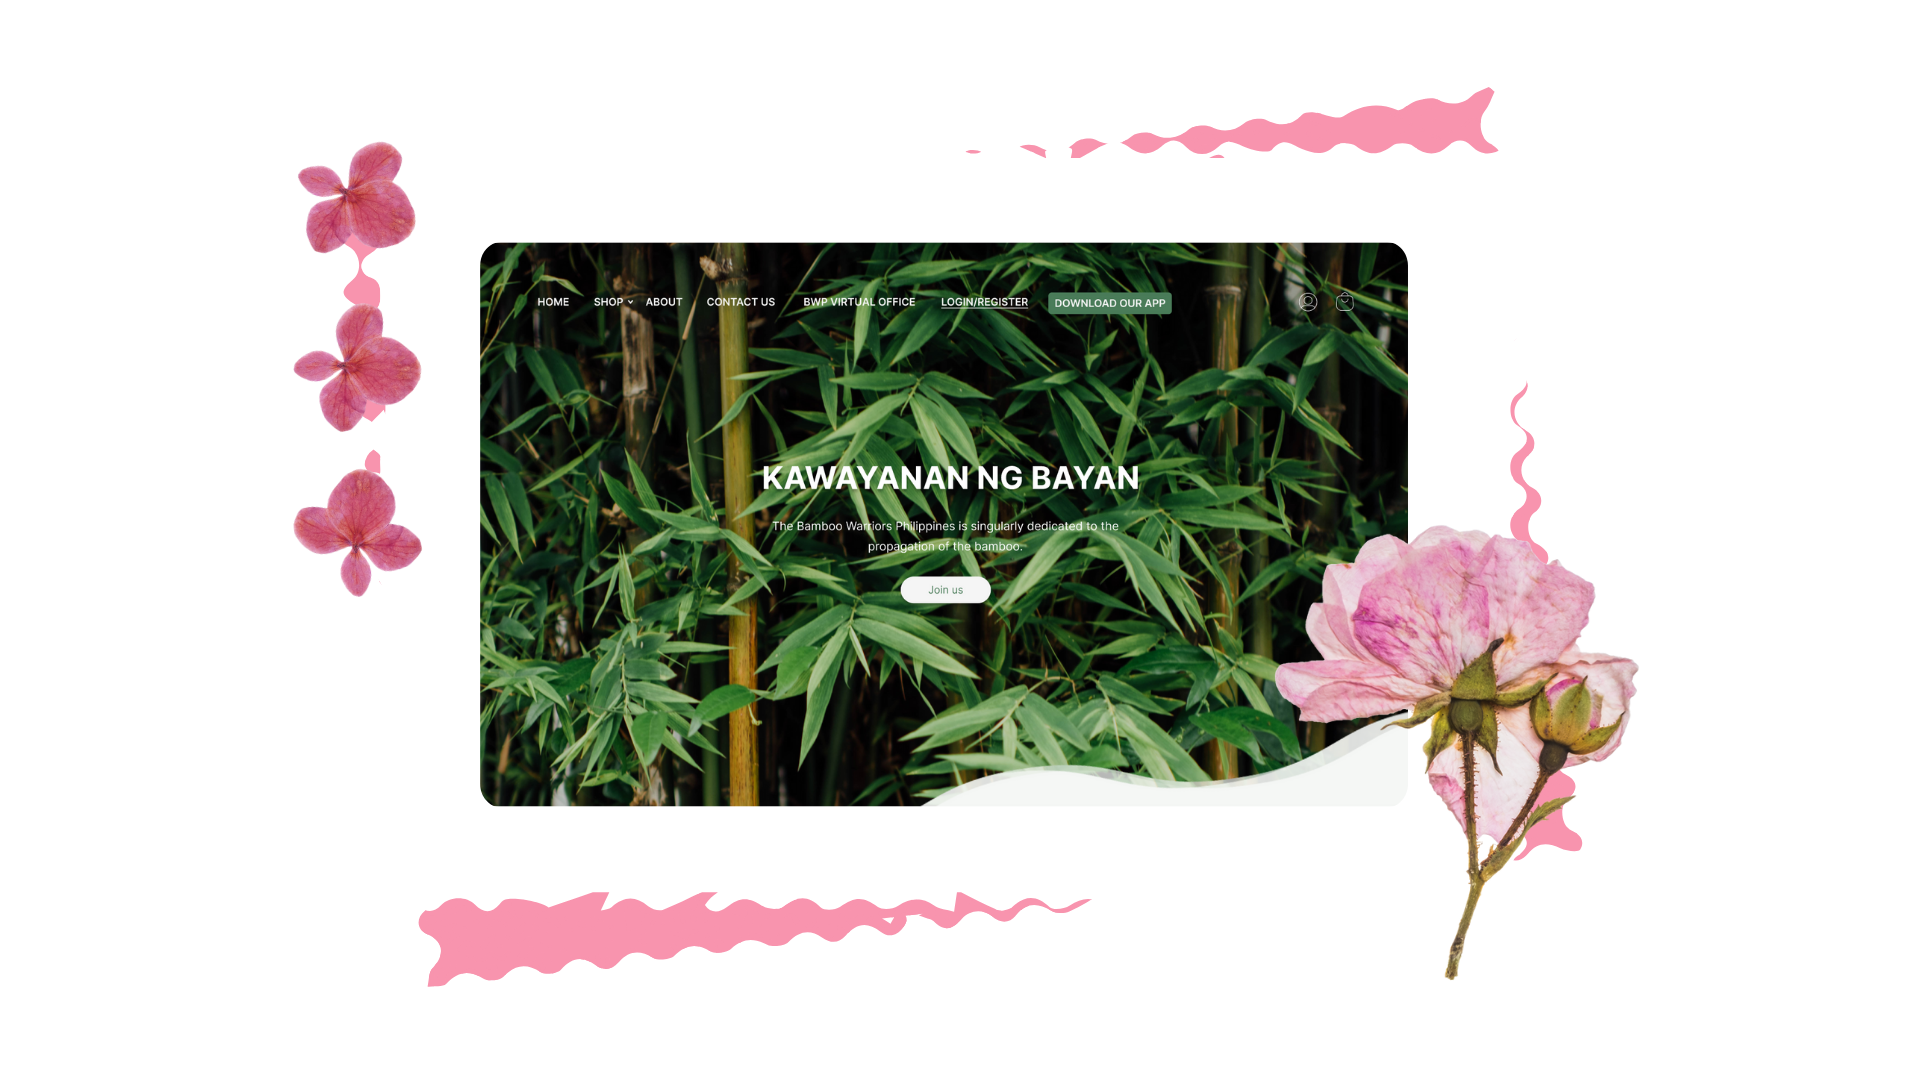 HOME SHOP ABOUT CONTACT US BWP VIRTUAL OFFICE LOGIN/REGISTER DOWNLOAD OUR APP
KAWAYANAN NG BAYAN
The Bamboo Warriors Philippines is singularly dedicated to the
propagation of the bamboo.
Join us